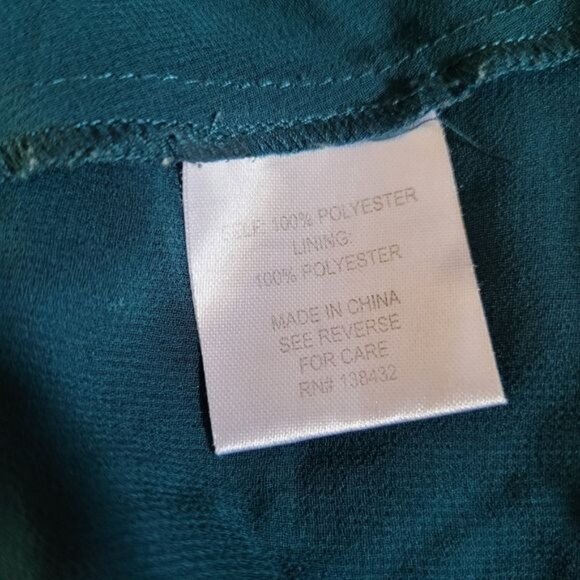 SELF: 100% POLYESTER
LINING:
100% POLYESTER
MADE IN CHINA
SEE REVERSE
FOR CARE
RN# 138432